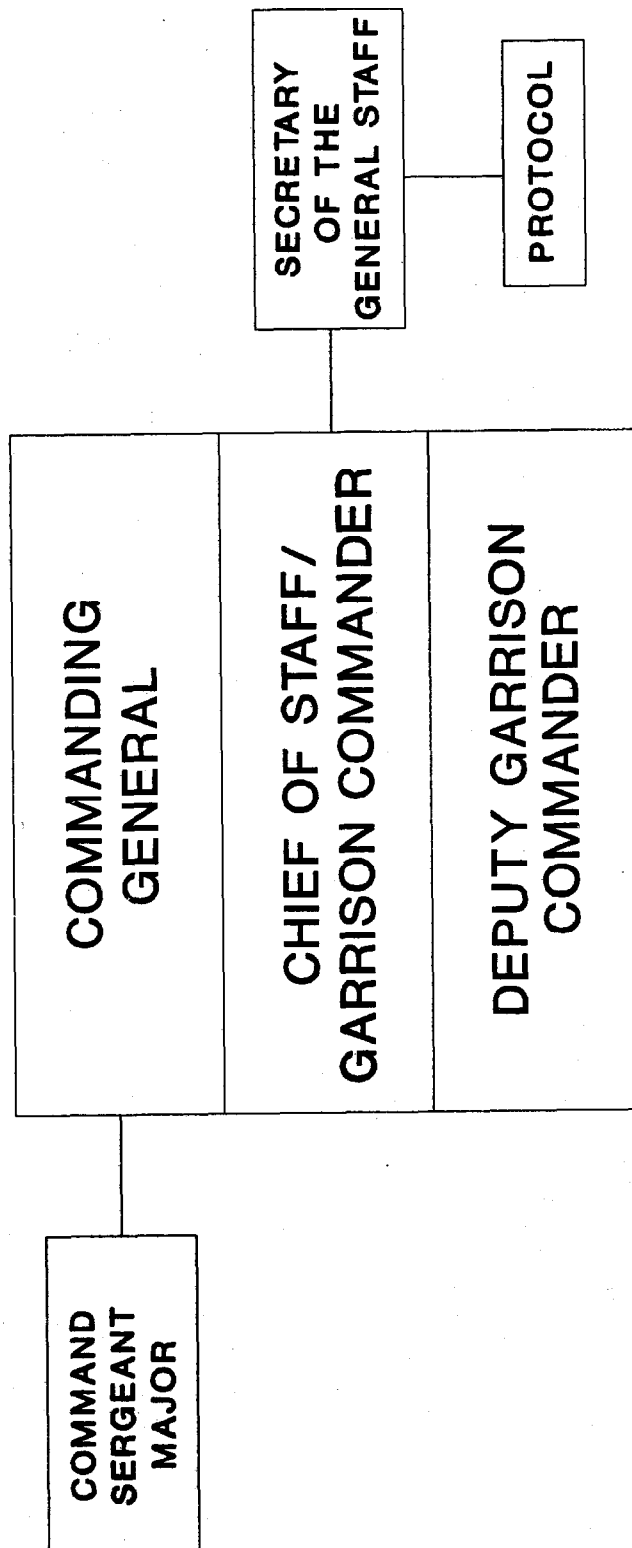 COMMAND
SERGEANT
MAJOR
COMMANDING
GENERAL
CHIEF OF STAFF/
GARRISON COMMANDER
DEPUTY GARRISON
COMMANDER
SECRETARY
OF THE
GENERAL STAFF
PROTOCOL